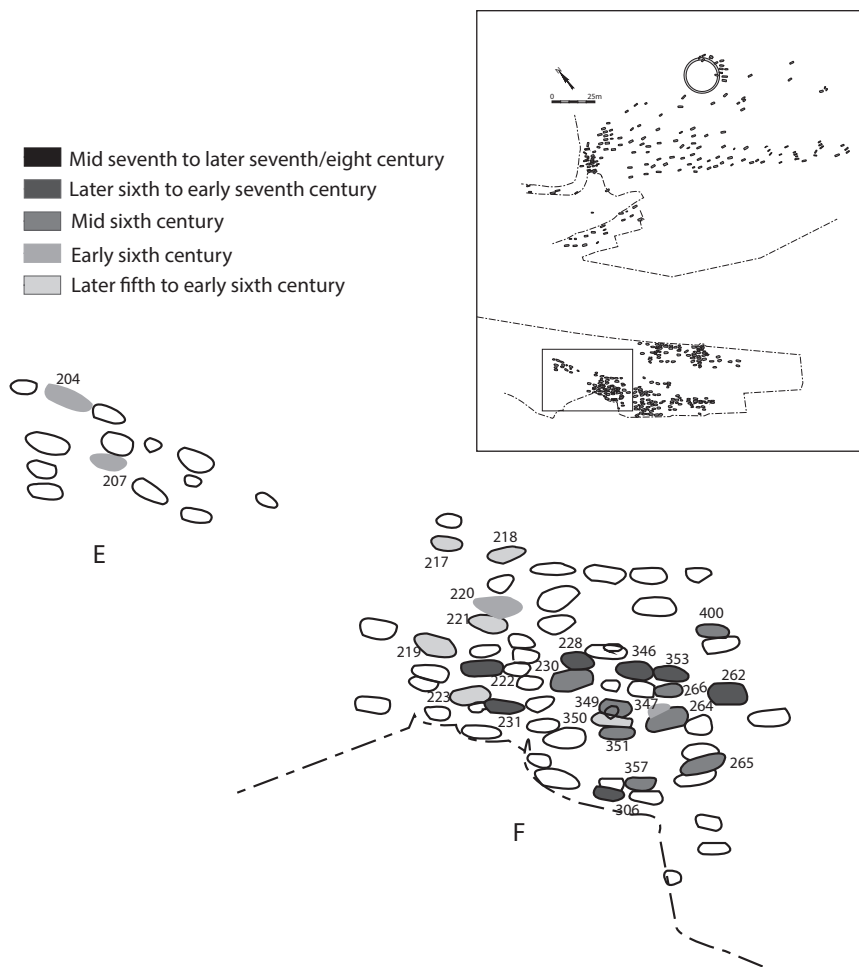 N
0 25m
Mid seventh to later seventh/eight century
Later sixth to early seventh century
Mid sixth century
Early sixth century
Later fifth to early sixth century
204
207
E
218
217
220
221
400
228
346
219
230
353
222
266
262
223
349
347
264
350
231
351
357
265
306
F